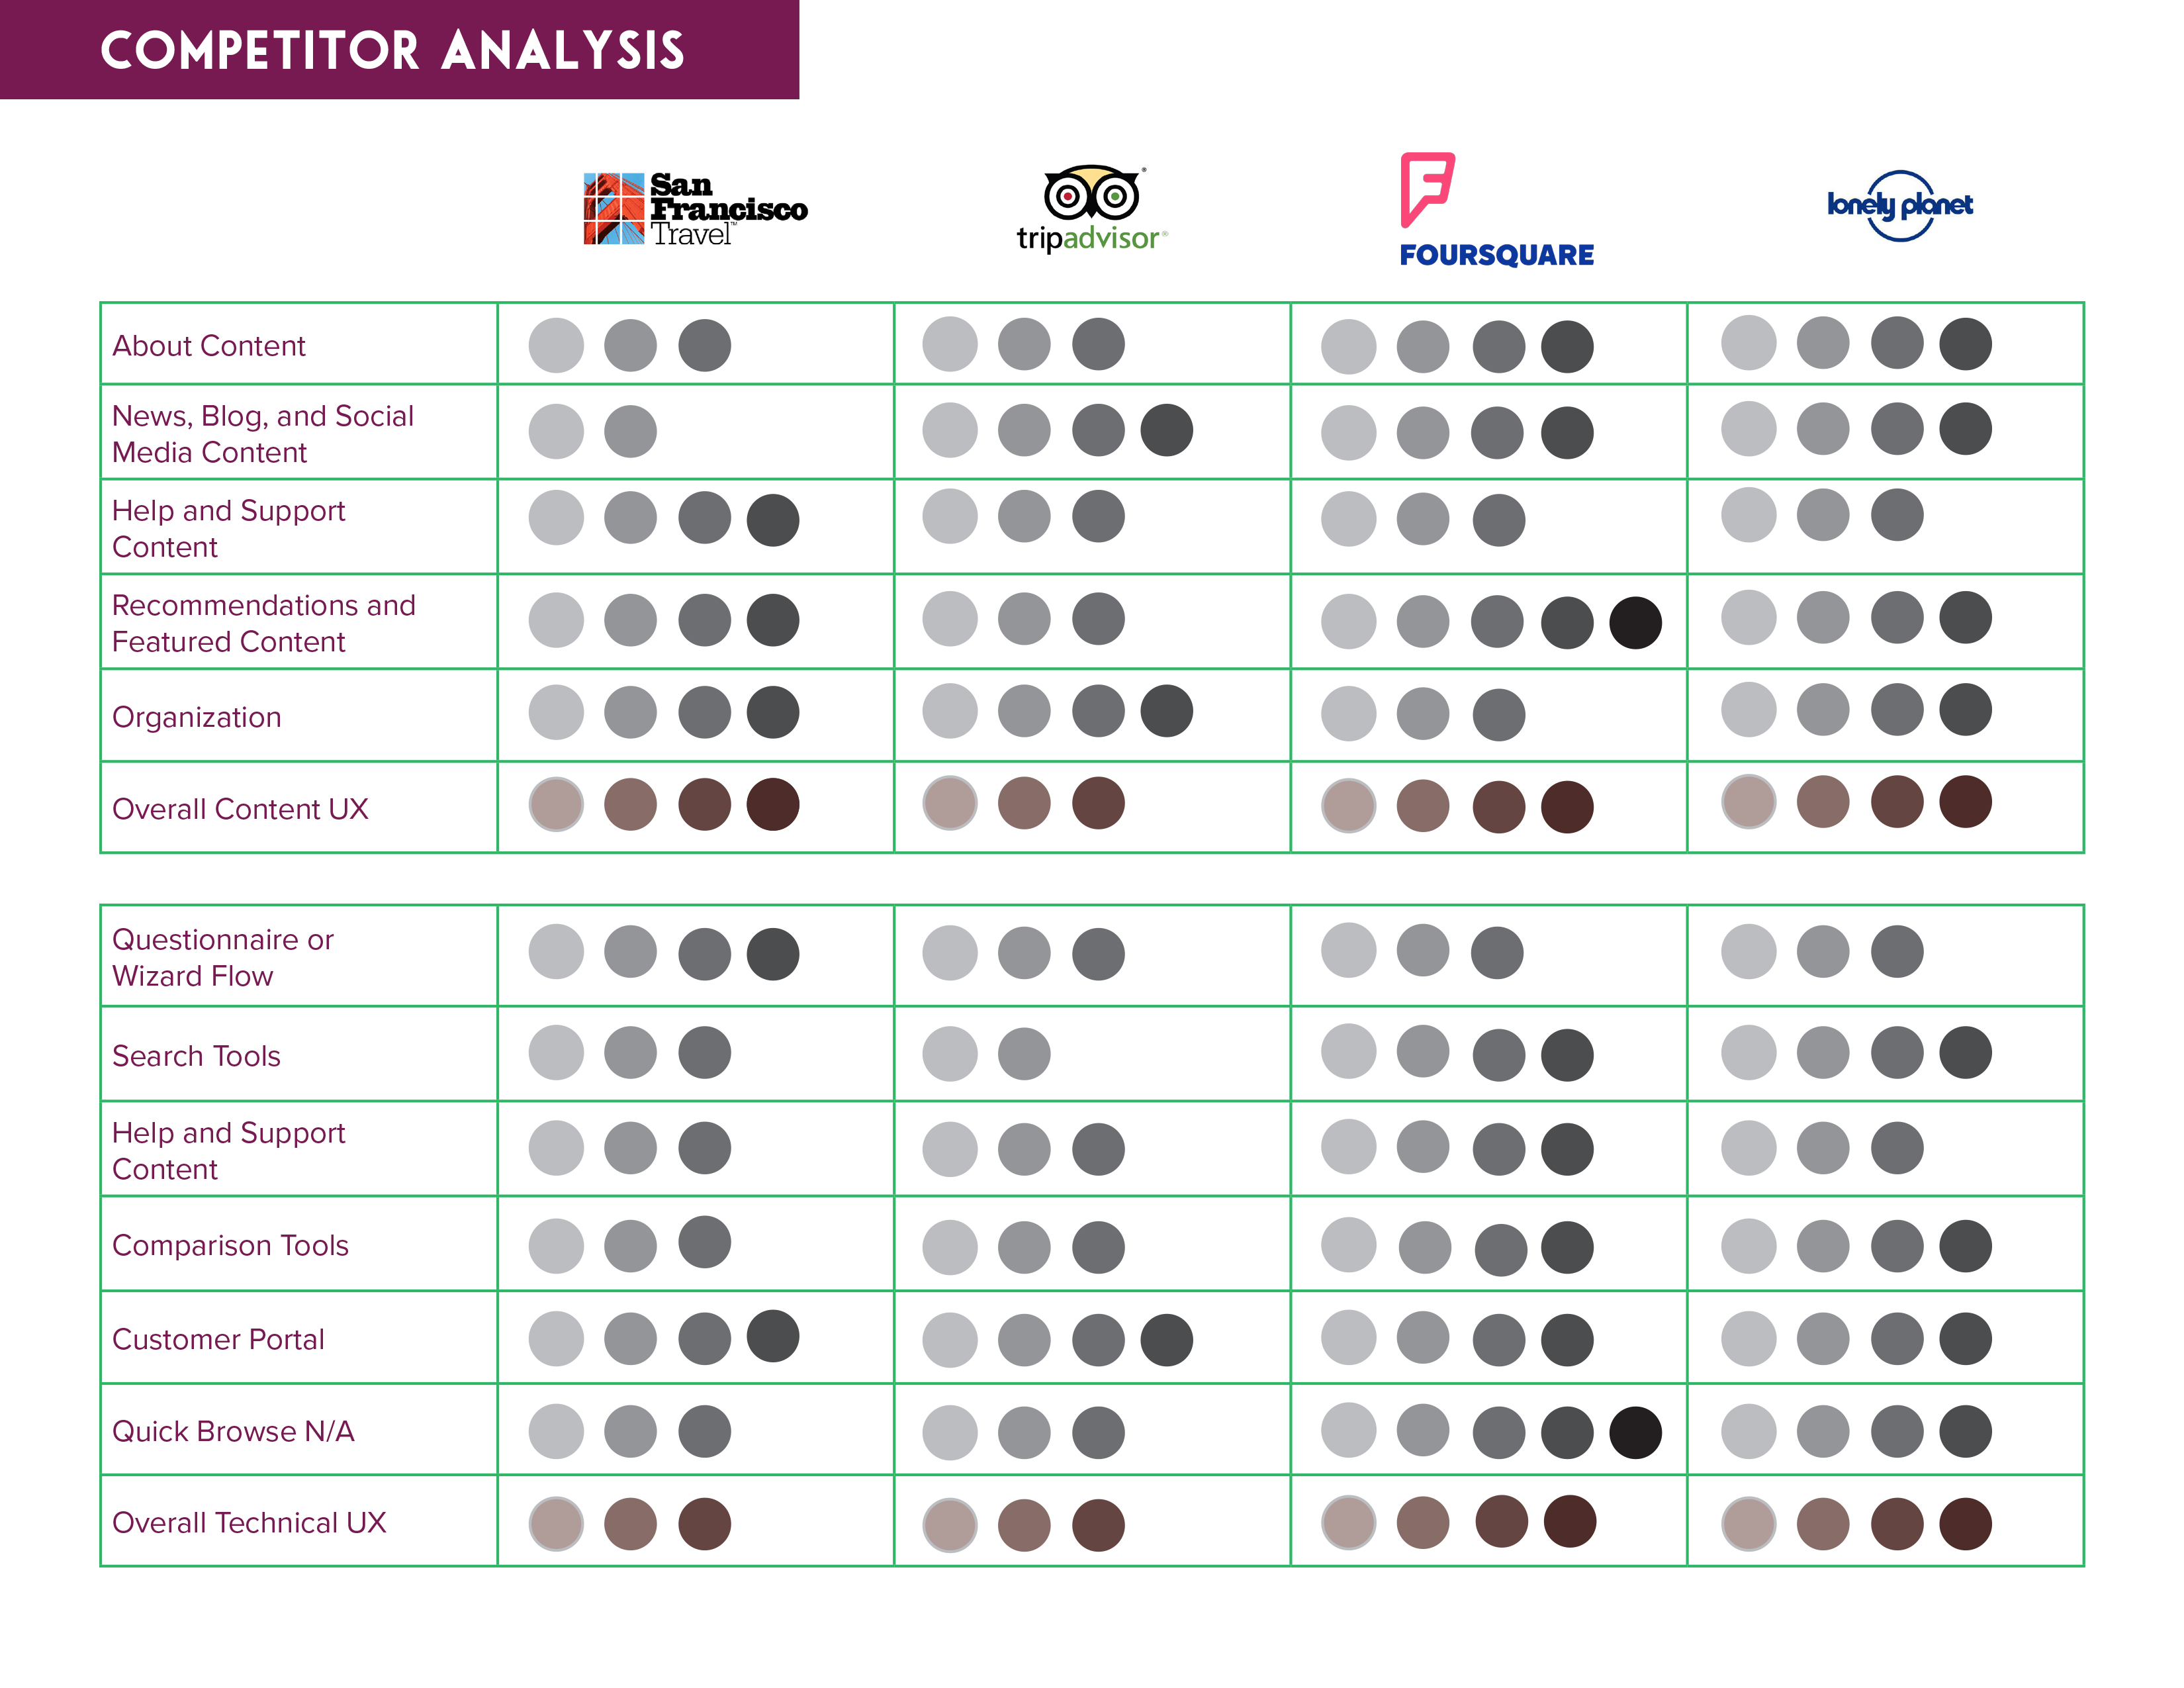 COMPETITOR ANALYSIS
San
Francisco
Travel™
tripadvisor®
FOURSQUARE
lonely planet
About Content
News, Blog, and Social
Media Content
Help and Support
Content
Recommendations and
Featured Content
Organization
Overall Content UX
Questionnaire or
Wizard Flow
Search Tools
Help and Support
Content
Comparison Tools
Customer Portal
Quick Browse N/A
Overall Technical UX